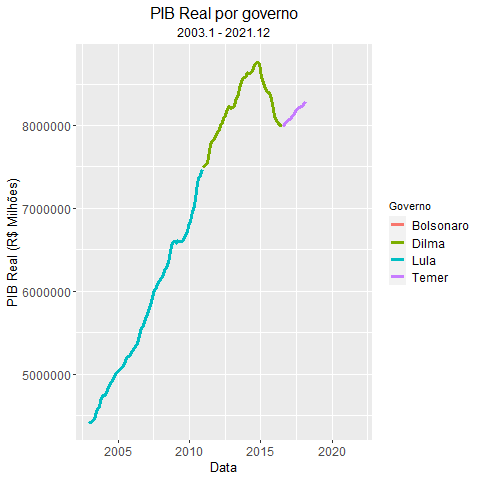 PIB Real por governo
2003.1 - 2021.12
PIB Real (R$ Milhões)
8000000
7000000
6000000
5000000
2005
2010
2015
2020
Data
Governo
Bolsonaro
Dilma
Lula
Temer